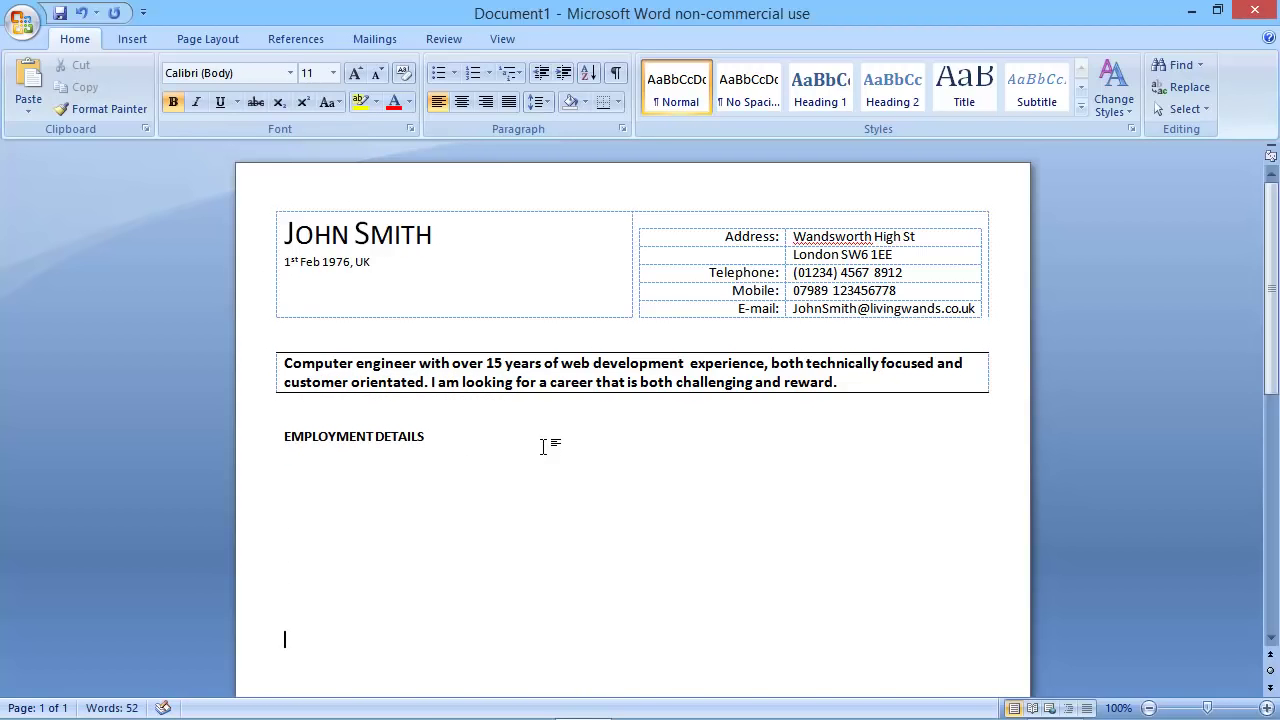 Document1 - Microsoft Word non-commercial use
Home Insert Page Layout References Mailings Review View
Paste
Cut
Copy
Format Painter
Clipboard
Calibri (Body) 11
B I U abc X₂ X² Aa
Font
Paragraph
AaBbCcDc AaBbCcDc AaBbC AaBbCc AaB AaBbCc.
¶ Normal ¶ No Spaci... Heading 1 Heading 2 Title Subtitle
Change Styles
Styles
Find
Replace
Select
Editing
JOHN SMITH
1st Feb 1976, UK
Address: Wandsworth High St
London SW6 1EE
Telephone: (01234) 4567 8912
Mobile: 07989 123456778
E-mail: JohnSmith@livingwands.co.uk
Computer engineer with over 15 years of web development experience, both technically focused and
customer orientated. I am looking for a career that is both challenging and reward.
EMPLOYMENT DETAILS
Page: 1 of 1 Words: 52 100%